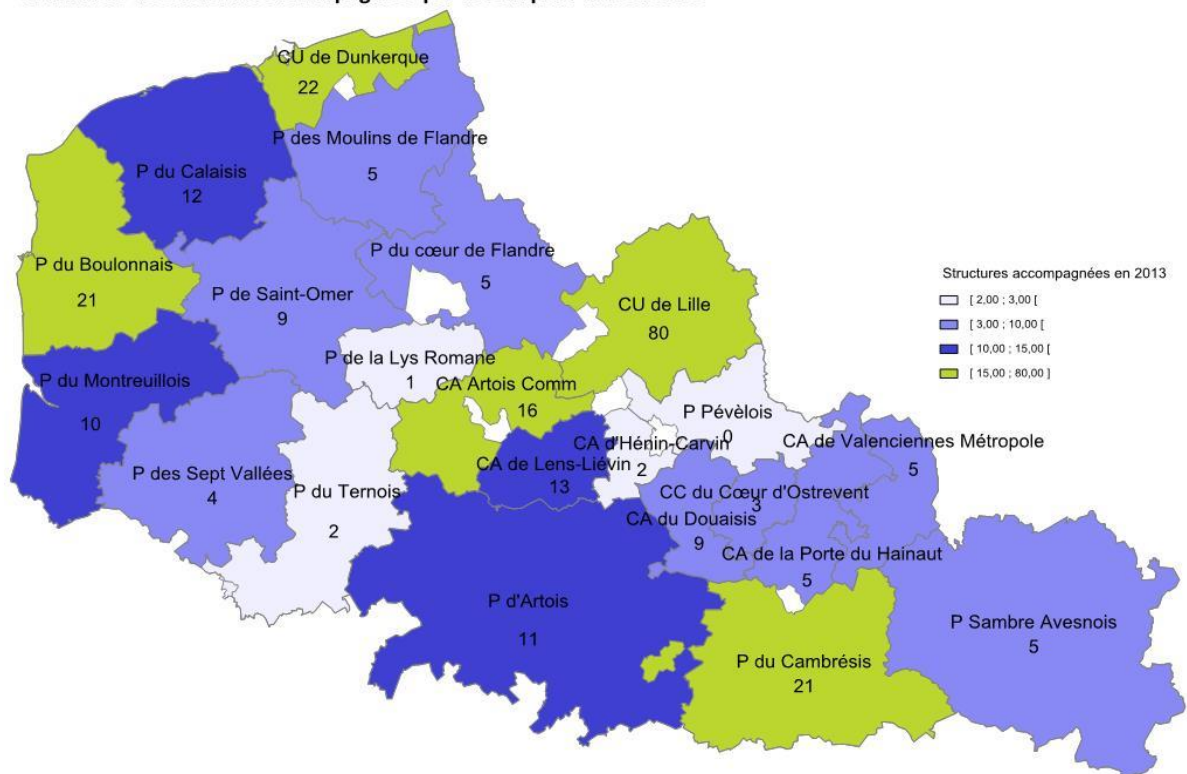 CU de Dunkerque
22
P des Moulins de Flandre
5
P du Calaisis
12
P du cœur de Flandre
5
P du Boulonnais
21
P de Saint-Omer
9
CU de Lille
80
Structures accompagnées en 2013
[ 2,00 ; 3,00 [
[ 3,00 ; 10,00 [
[ 10,00 ; 15,00 [
[ 15,00 ; 80,00 ]
P de la Lys Romane
1
P du Montreuillois
10
CA Artois Comm
16
P Pévèlois
0
CA d'Hénin-Carvin
2
CA de Valenciennes Métropole
5
P des Sept Vallées
4
CA de Lens-Liévin
13
P du Ternois
2
CC du Cœur d'Ostrevent
3
CA du Douaisis
9
CA de la Porte du Hainaut
5
P d'Artois
11
P Sambre Avesnois
5
P du Cambrésis
21